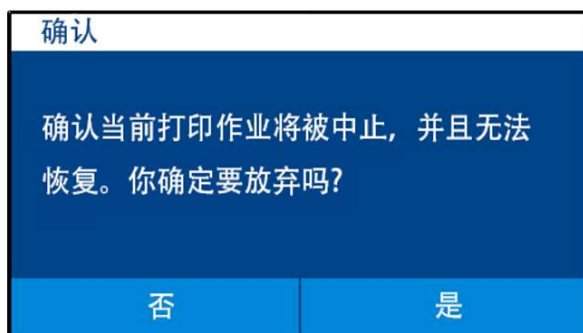 确认
确认当前打印作业将被中止，并且无法
恢复。你确定要放弃吗?
否
是